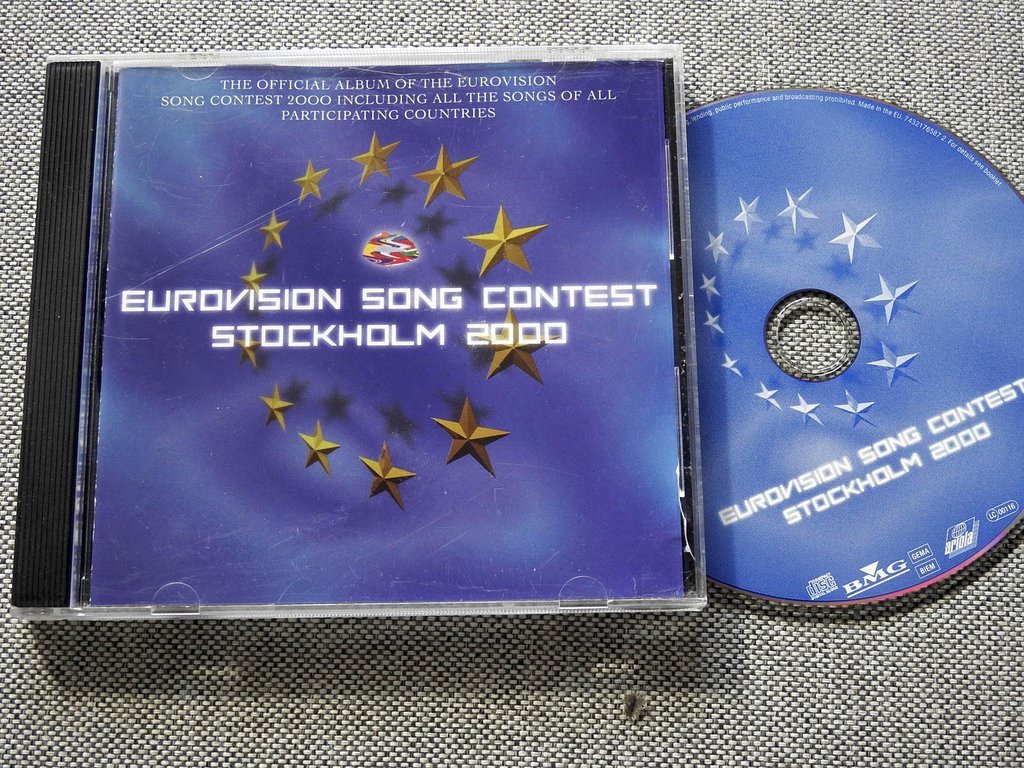 THE OFFICIAL ALBUM OF THE EUROVISION
SONG CONTEST 2000 INCLUDING ALL THE SONGS OF ALL
PARTICIPATING COUNTRIES
EUROVISION SONG CONTEST
STOCKHOLM 2000
lending, public performance and broadcasting prohibited. Made in the EU. 7432176587 2. For details see booklet.
EUROVISION SONG CONTEST
STOCKHOLM 2000
disc
BMG
GEMA
BIEM
ariola
LC 00116